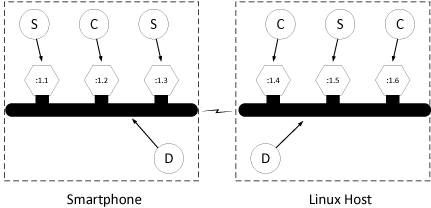 S C S C S C
:1.1 :1.2 :1.3 :1.4 :1.5 :1.6
D D
Smartphone Linux Host